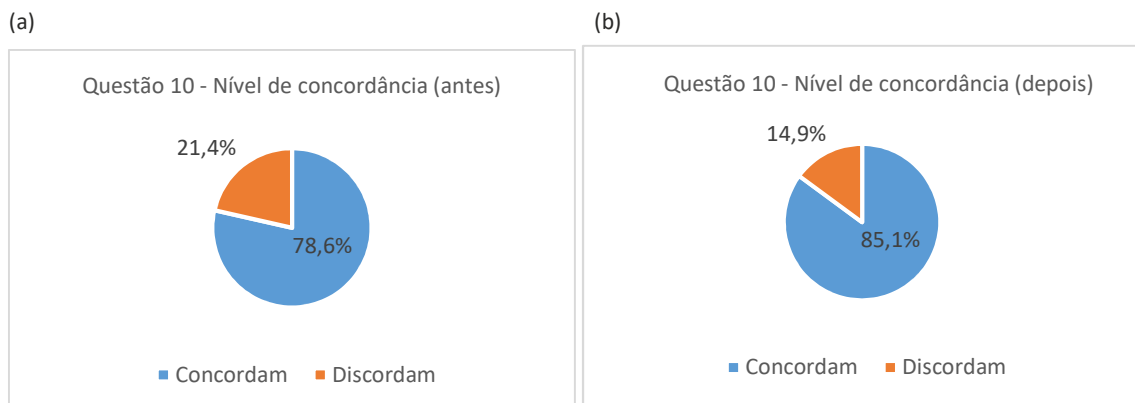 (a)
(b)
Questão 10 - Nível de concordância (antes)
21,4%
78,6%
Concordam
Discordam
Questão 10 - Nível de concordância (depois)
14,9%
85,1%
Concordam
Discordam